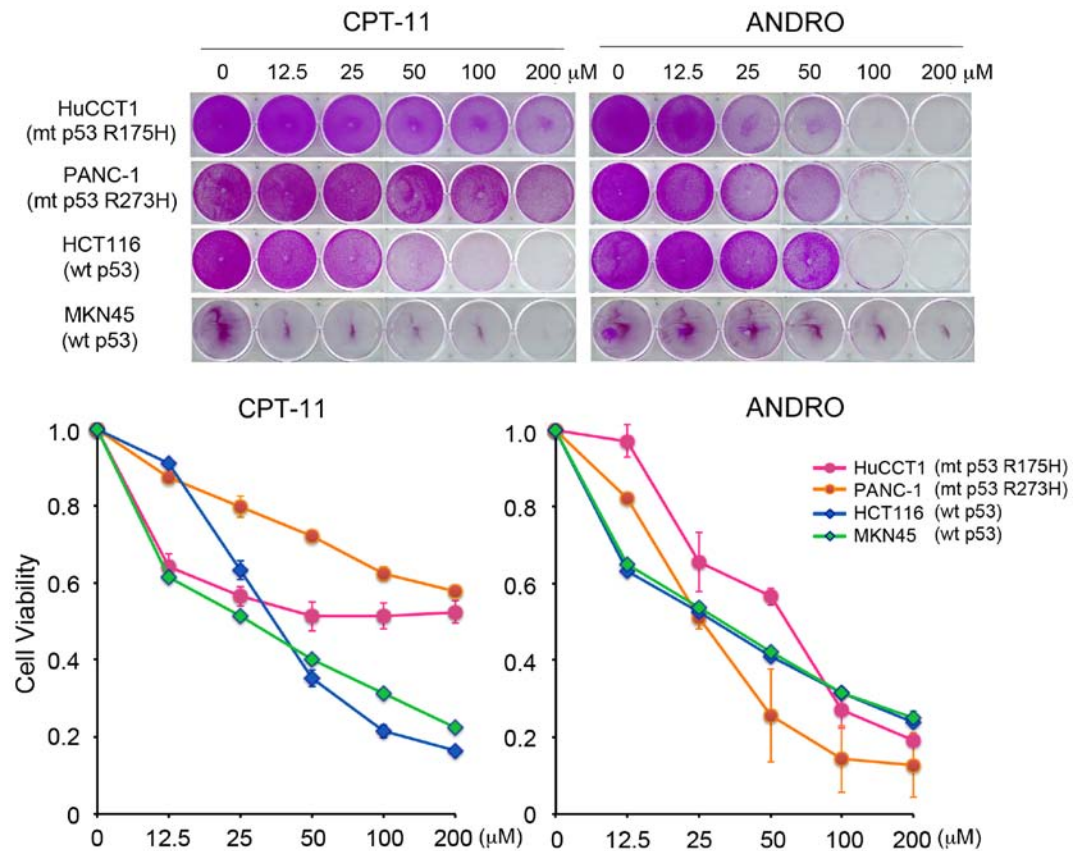 CPT-11 ANDRO
0 12.5 25 50 100 200 μM 0 12.5 25 50 100 200 μM
HuCCT1
(mt p53 R175H)
PANC-1
(mt p53 R273H)
HCT116
(wt p53)
MKN45
(wt p53)
CPT-11
Cell Viability
1.0
0.8
0.6
0.4
0.2
0
0 12.5 25 50 100 200 (μM)
ANDRO
1.0
0.8
0.6
0.4
0.2
0
0 12.5 25 50 100 200 (μM)
HuCCT1 (mt p53 R175H)
PANC-1 (mt p53 R273H)
HCT116 (wt p53)
MKN45 (wt p53)